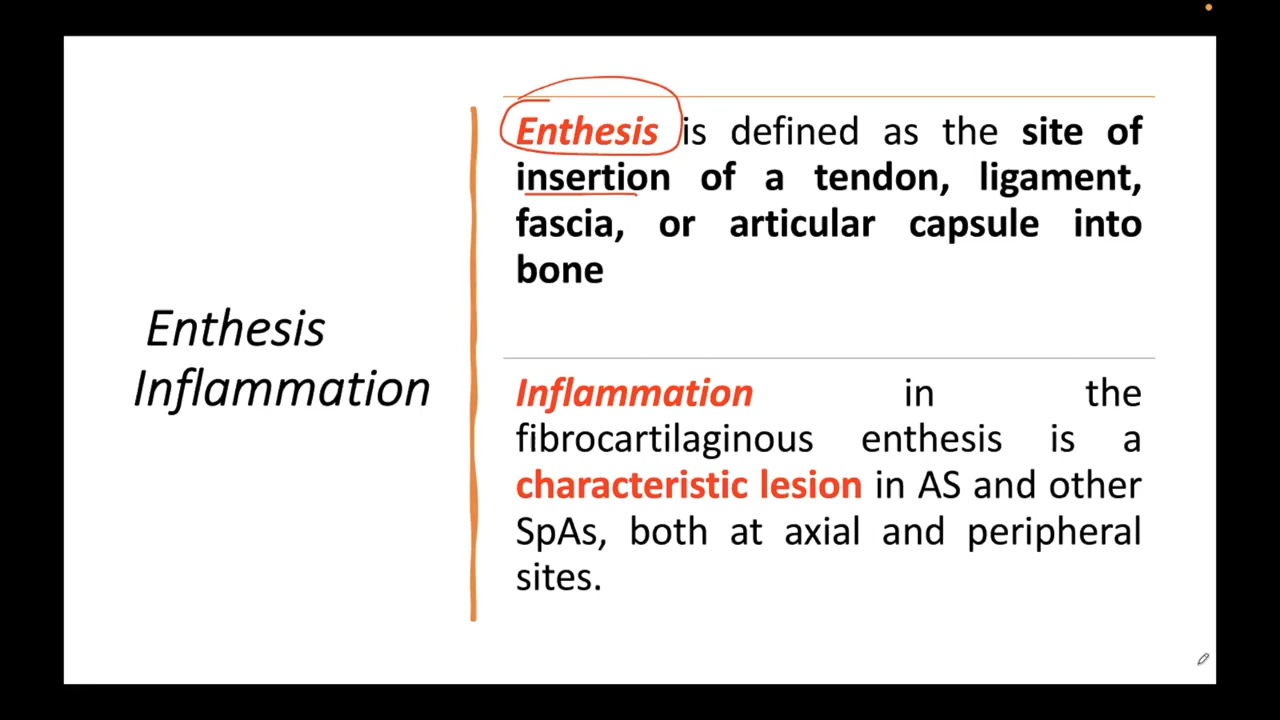 Enthesis
Inflammation
Enthesis is defined as the site of
insertion of a tendon, ligament,
fascia, or articular capsule into
bone
Inflammation in the
fibrocartilaginous enthesis is a
characteristic lesion in AS and other
SpAs, both at axial and peripheral
sites.